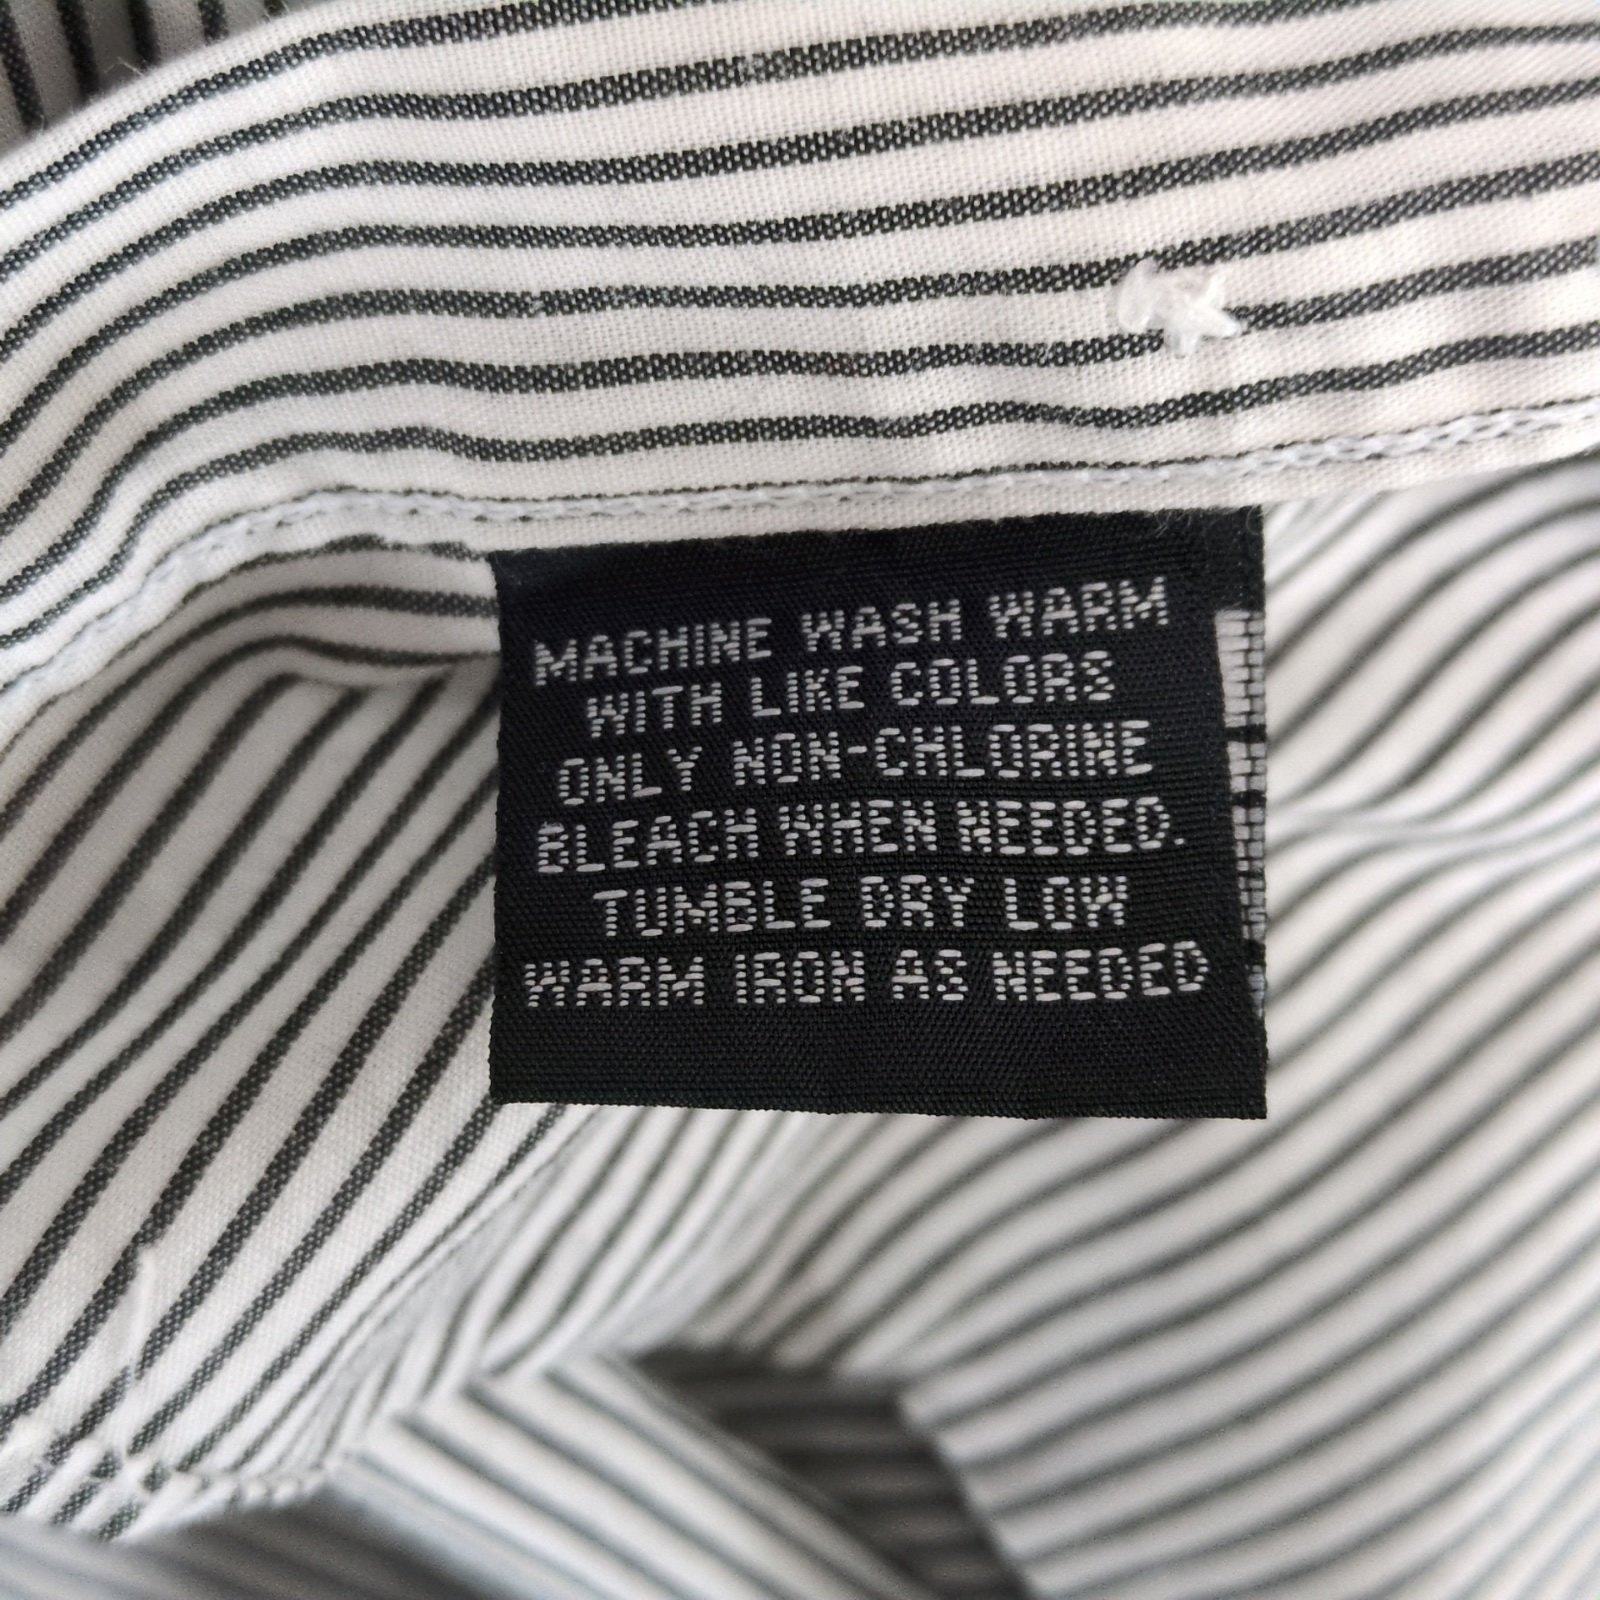 MACHINE WASH WARM
WITH LIKE COLORS
ONLY NON-CHLORINE
BLEACH WHEN NEEDED.
TUMBLE DRY LOW
WARM IRON AS NEEDED